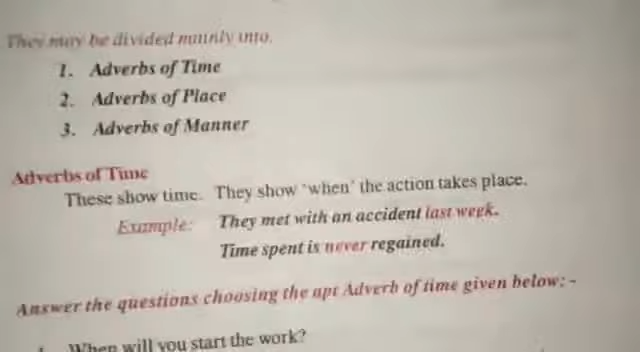 They may be divided mainly into.
1. Adverbs of Time
2. Adverbs of Place
3. Adverbs of Manner
Adverbs of Time
These show time. They show 'when' the action takes place.
Example: They met with an accident last week.
Time spent is never regained.
Answer the questions choosing the apt Adverb of time given below: -
When will you start the work?